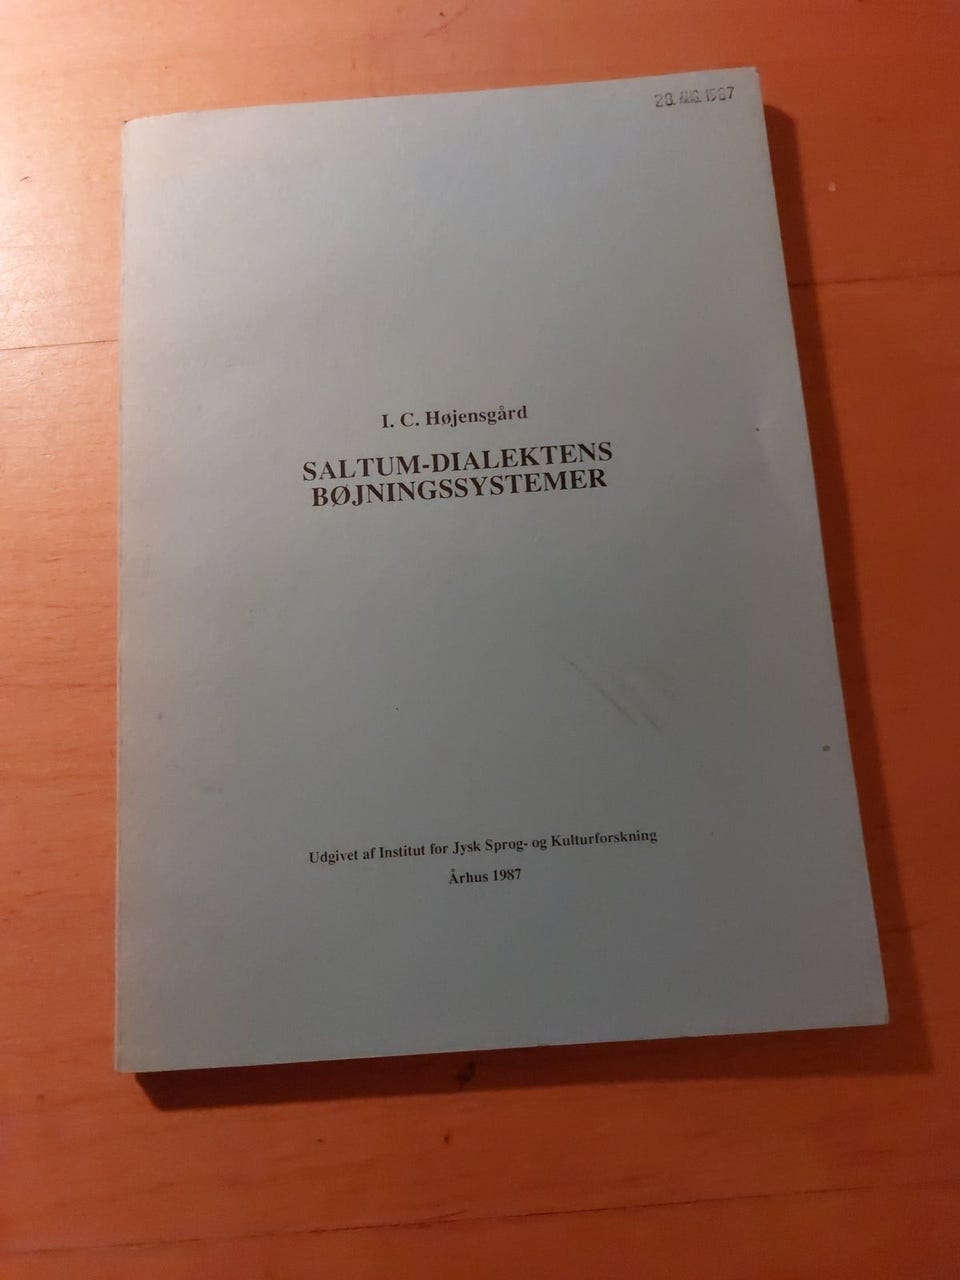 28. AUG. 1987
I. C. Højensgård
SALTUM-DIALEKTENS
BØJNINGSSYSTEMER
Udgivet af Institut for Jysk Sprog- og Kulturforskning
Århus 1987